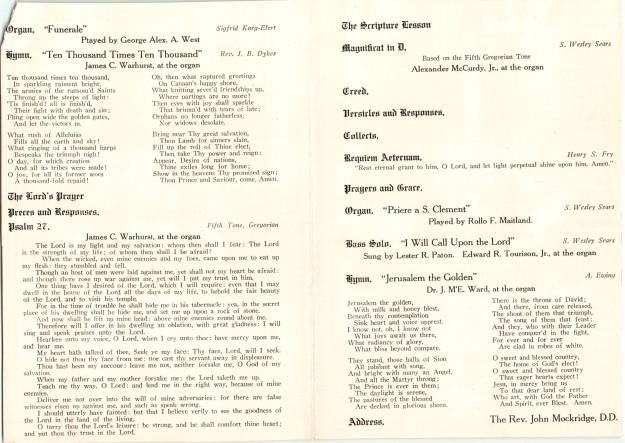 Organ, "Funerale" Sigfrid Karg-Elert
Played by George Alex. A. West
Hymn, "Ten Thousand Times Ten Thousand" Rev. J. B. Dykes
James C. Warhurst, at the organ
Ten thousand times ten thousand,
In sparkling raiment bright,
The armies of the ransom'd Saints
Throng up the steeps of light:
'Tis finish'd! all is finish'd,
Their fight with death and sin;
Fling open wide the golden gates,
And let the victors in.
What rush of Alleluias
Fills all the earth and sky!
What ringing of a thousand harps
Bespeaks the triumph nigh!
O day, for which creation
And all its tribes were made!
O joy, for all its former woes
A thousand-fold repaid!
Oh, then what raptured greetings
On Canaan's happy shore,
What knitting sever'd friendships up,
Where partings are no more!
Then eyes with joy shall sparkle
That brimm'd with tears of late;
Orphans no longer fatherless,
Nor widows desolate.
Bring near Thy great salvation,
Thou Lamb for sinners slain,
Fill up the roll of Thine elect,
Then take Thy power and reign:
Appear, Desire of nations,
Thine exiles long for home;
Show in the heavens Thy promised sign;
Thou Prince and Saviour, come, Amen.
The Lord's Prayer
Preces and Responses,
Psalm 27, Fifth Tone, Gregorian
James C. Warhurst, at the organ
The Lord is my light and my salvation: whom then shall I fear: The Lord
is the strength of my life; of whom then shall I be afraid?
When the wicked, even mine enemies and my foes, came upon me to eat up
my flesh: they stumbled and fell.
Though an host of men were laid against me, yet shall not my heart be afraid:
and though there rose up war against me, yet will I put my trust in him.
One thing have I desired of the Lord, which I will require: even that I may
dwell in the house of the Lord all the days of my life, to behold the fair beauty
of the Lord, and to visit his temple.
For in the time of trouble he shall hide me in his tabernacle: yea, in the secret
place of his dwelling shall he hide me, and set me up upon a rock of stone.
And now shall he lift up mine head: above mine enemies round about me.
Therefore will I offer in his dwelling an oblation, with great gladness: I will
sing and speak praises unto the Lord.
Hearken unto my voice, O Lord, when I cry unto thee: have mercy upon me,
and hear me.
My heart hath talked of thee, Seek ye my face: Thy face, Lord, will I seek.
O hide not thou thy face from me: nor cast thy servant away in displeasure.
Thou hast been my succour: leave me not, neither forsake me, O God of my
salvation.
When my father and my mother forsake me: the Lord taketh me up.
Teach me thy way, O Lord: and lead me in the right way, because of mine
enemies.
Deliver me not over into the will of mine adversaries: for there are false
witnesses risen up against me, and such as speak wrong.
I should utterly have fainted: but that I believe verily to see the goodness of
the Lord in the land of the living.
O tarry thou the Lord's leisure: be strong, and he shall comfort thine heart;
and put thou thy trust in the Lord.
The Scripture Lesson
Magnificat in D, S. Wesley Sears
Based on the Fifth Gregorian Tone
Alexander McCurdy, Jr., at the organ
Creed,
Versicles and Responses,
Collects,
Requiem Aeternum, Henry S. Fry
"Rest eternal grant to him, O Lord, and let light perpetual shine upon him. Amen."
Prayers and Grace,
Organ, "Priere a S. Clement" S. Wesley Sears
Played by Rollo F. Maitland.
Bass Solo, "I Will Call Upon the Lord" S. Wesley Sears
Sung by Lester R. Paton. Edward R. Tourison, Jr., at the organ
Hymn, "Jerusalem the Golden" A. Ewing
Dr. J. M'E. Ward, at the organ
Jerusalem the golden,
With milk and honey blest,
Beneath thy contemplation
Sink heart and voice opprest.
I know not, oh, I know not
What joys await us there,
What radiancy of glory,
What bliss beyond compare.
They stand, those halls of Sion
All jubilant with song,
And bright with many an Angel,
And all the Martyr throng;
The Prince is ever in them;
The daylight is serene,
The pastures of the blessed
Are decked in glorious sheen.
There is the throne of David;
And there, from care released,
The shout of them that triumph,
The song of them that feast;
And they, who with their Leader
Have conquer'd in the fight,
For ever and for ever
Are clad in robes of white.
O sweet and blessed country,
The home of God's elect!
O sweet and blessed country
That eager hearts expect!
Jesu, in mercy bring us
To that dear land of rest;
Who art, with God the Father
And Spirit, ever Blest. Amen.
Address, The Rev. John Mockridge, D.D.